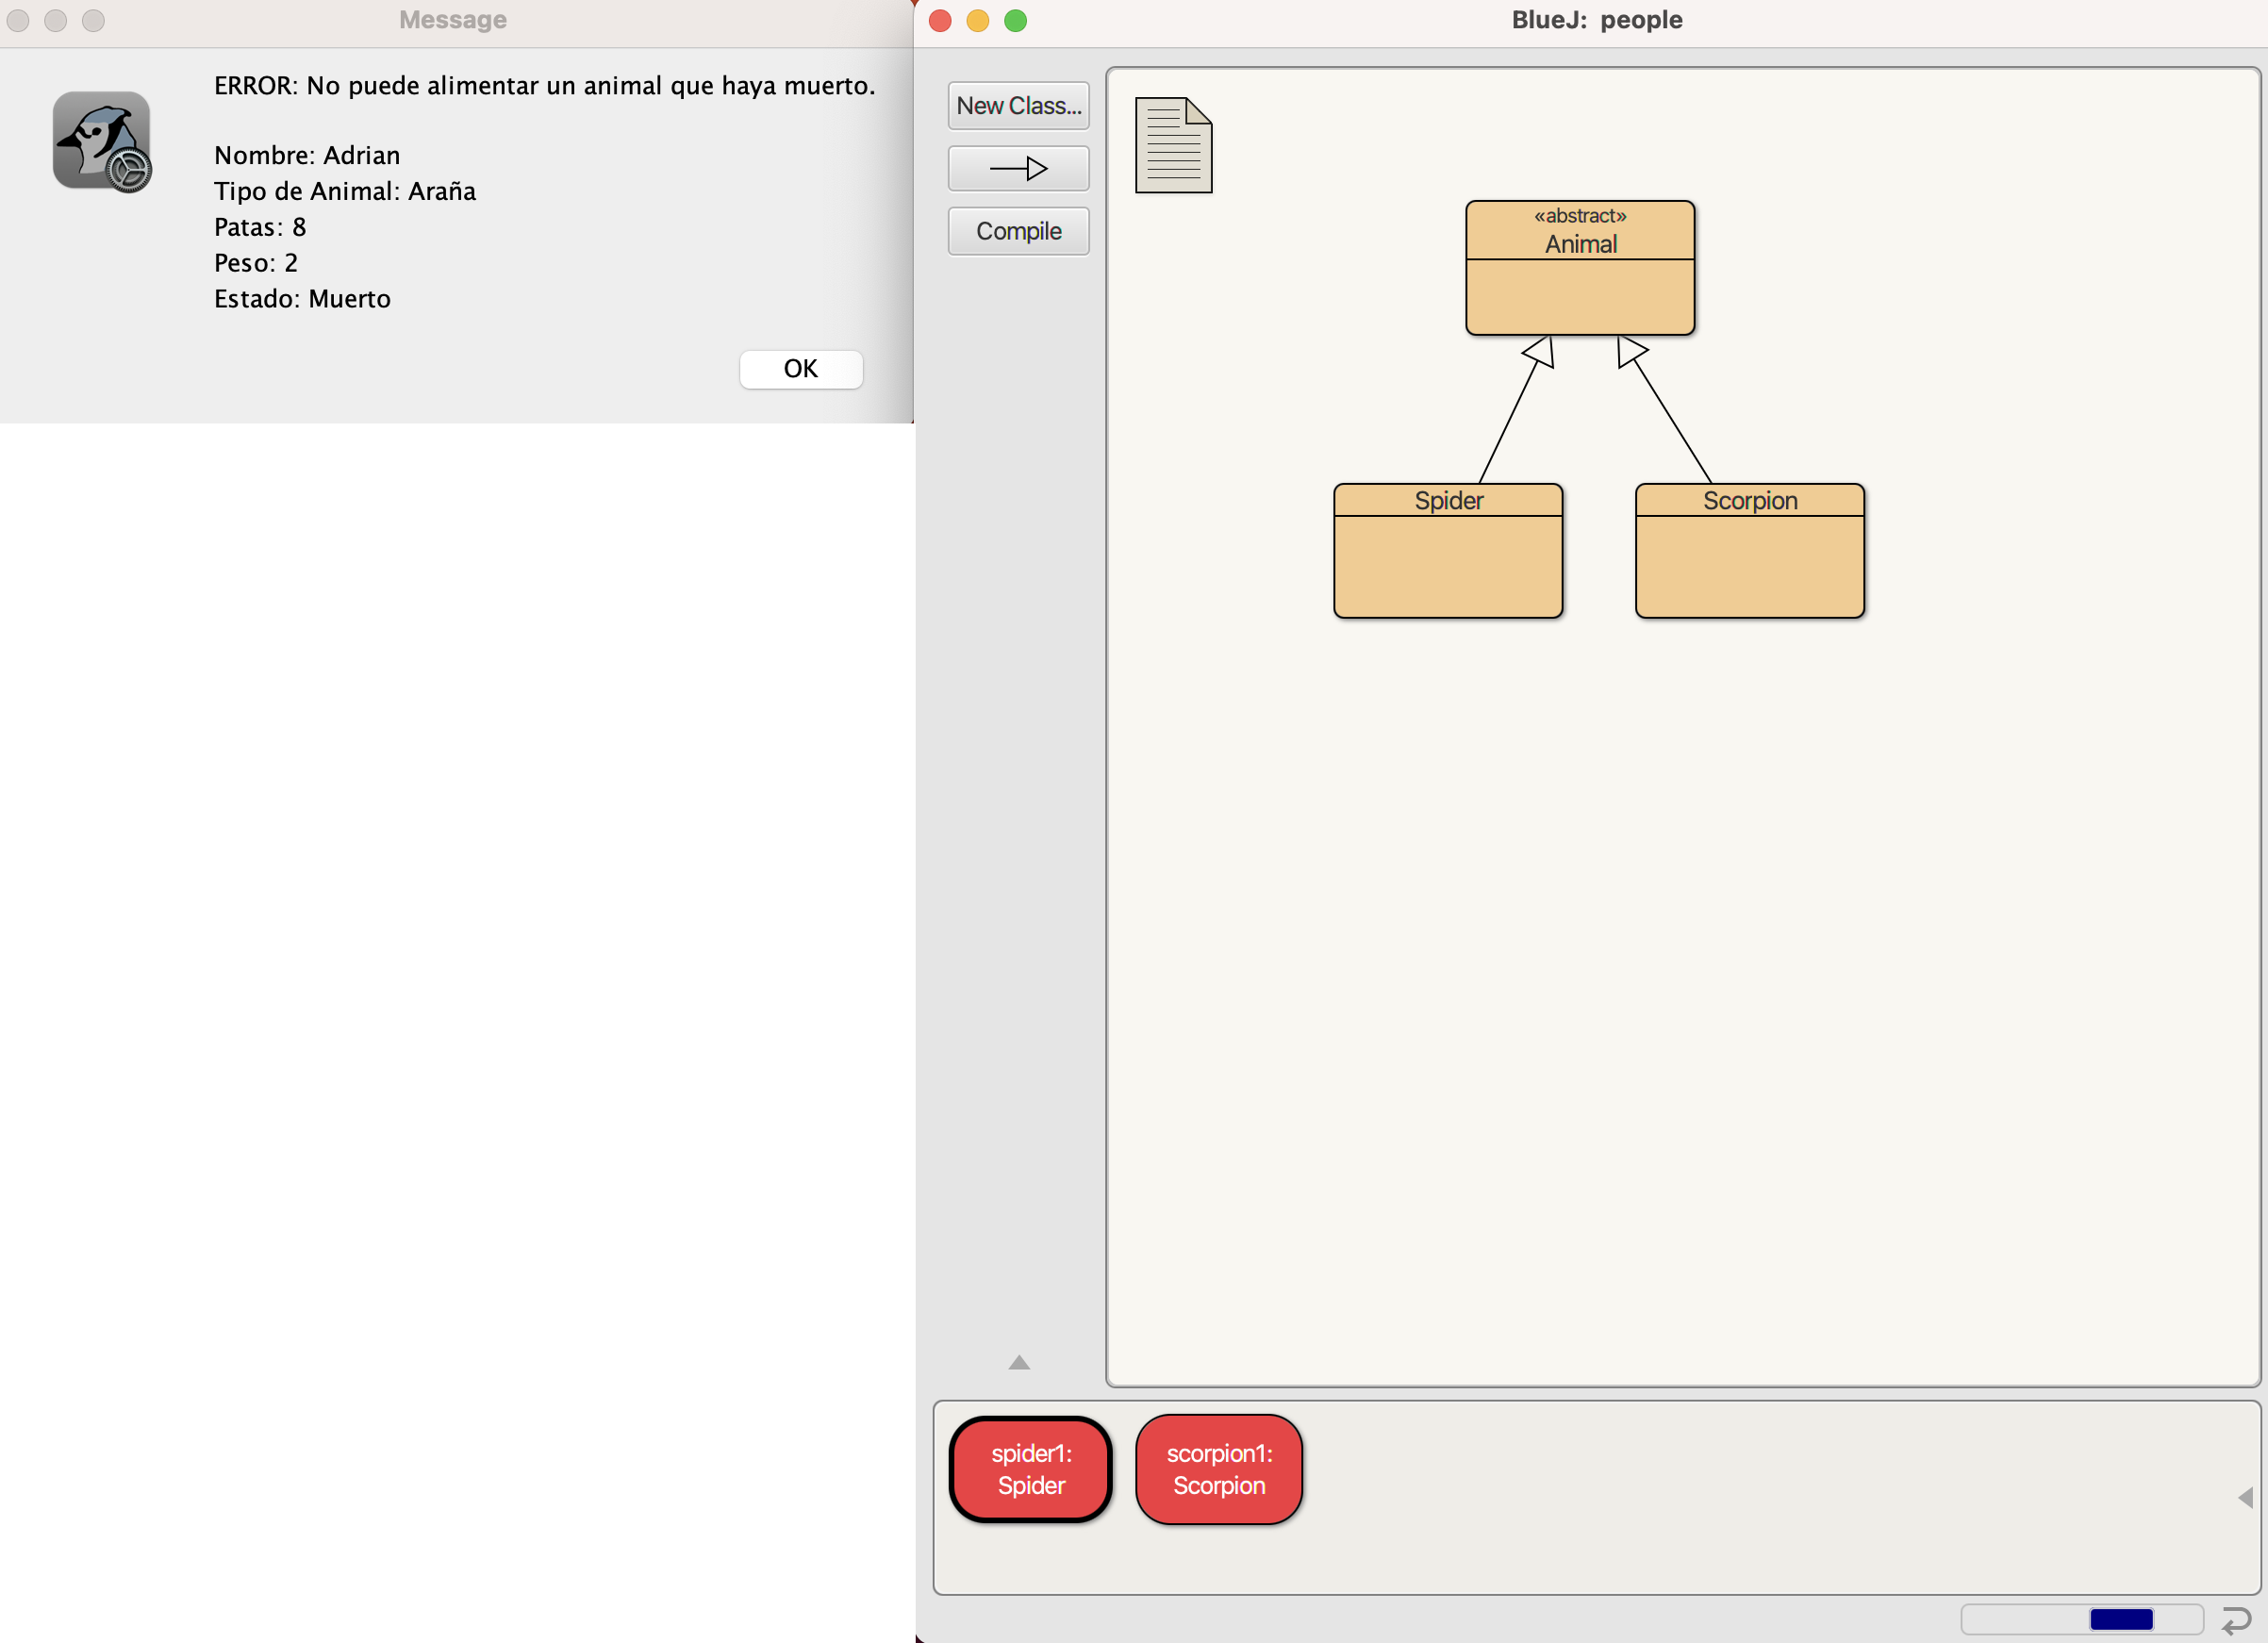 Message
ERROR: No puede alimentar un animal que haya muerto.
Nombre: Adrian
Tipo de Animal: Araña
Patas: 8
Peso: 2
Estado: Muerto
OK
BlueJ:  people
New Class...
Compile
«abstract»
Animal
Spider
Scorpion
spider1:
Spider
scorpion1:
Scorpion